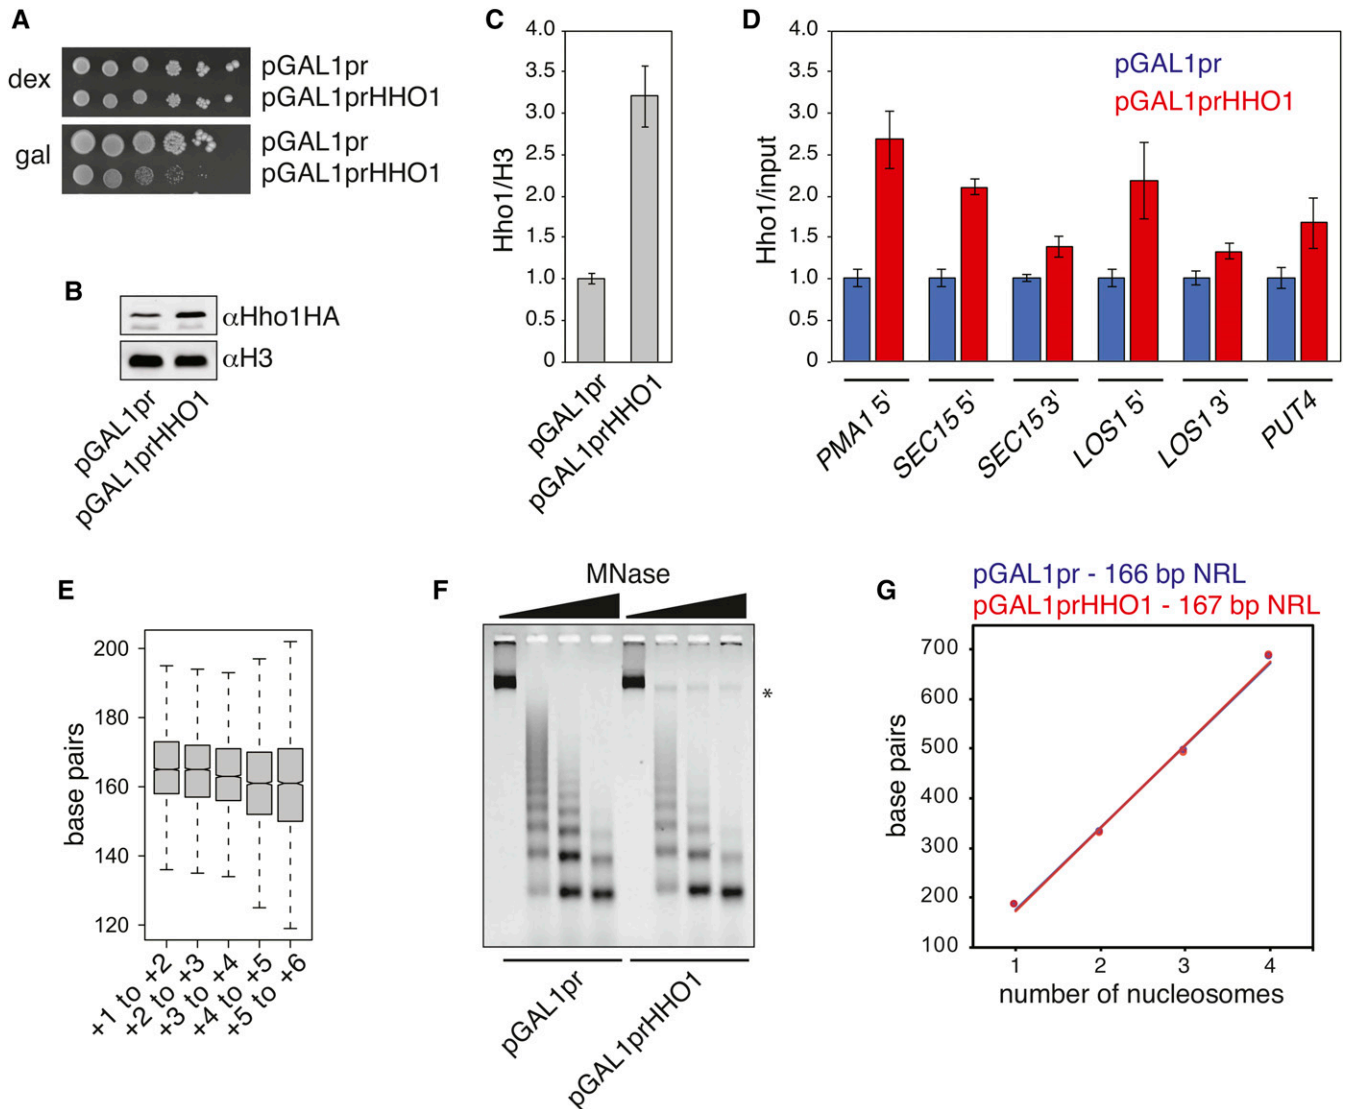 A
dex
pGAL1pr
pGAL1prHHO1
gal
pGAL1pr
pGAL1prHHO1
B
αHho1HA
αH3
pGAL1pr
pGAL1prHHO1
C
Hho1/H3
4.0
3.5
3.0
2.5
2.0
1.5
1.0
0.5
0
pGAL1pr
pGAL1prHHO1
D
Hho1/input
4.0
3.5
3.0
2.5
2.0
1.5
1.0
0.5
0
pGAL1pr
pGAL1prHHO1
PMA1 5'
SEC15 5'
SEC15 3'
LOS1 5'
LOS1 3'
PUT4
E
base pairs
200
180
160
140
120
+1 to +2
+2 to +3
+3 to +4
+4 to +5
+5 to +6
F
MNase
*
pGAL1pr
pGAL1prHHO1
G
pGAL1pr - 166 bp NRL
pGAL1prHHO1 - 167 bp NRL
base pairs
700
600
500
400
300
200
100
1 2 3 4
number of nucleosomes